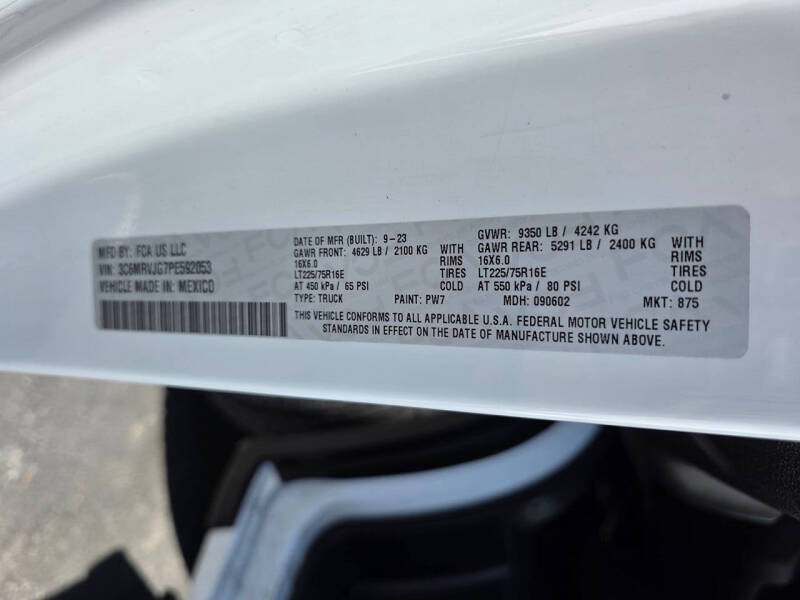 MFD BY: FCA US LLC
VIN: 3C6MRVJG7PE592053
VEHICLE MADE IN: MEXICO
DATE OF MFR (BUILT): 9-23
GAWR FRONT: 4629 LB / 2100 KG WITH
16X6.0 RIMS
LT225/75R16E TIRES
AT 450 kPa / 65 PSI COLD
GVWR: 9350 LB / 4242 KG
GAWR REAR: 5291 LB / 2400 KG WITH
16X6.0 RIMS
LT225/75R16E TIRES
AT 550 kPa / 80 PSI COLD
TYPE: TRUCK PAINT: PW7 MDH: 090602 MKT: 875
THIS VEHICLE CONFORMS TO ALL APPLICABLE U.S.A. FEDERAL MOTOR VEHICLE SAFETY
STANDARDS IN EFFECT ON THE DATE OF MANUFACTURE SHOWN ABOVE.